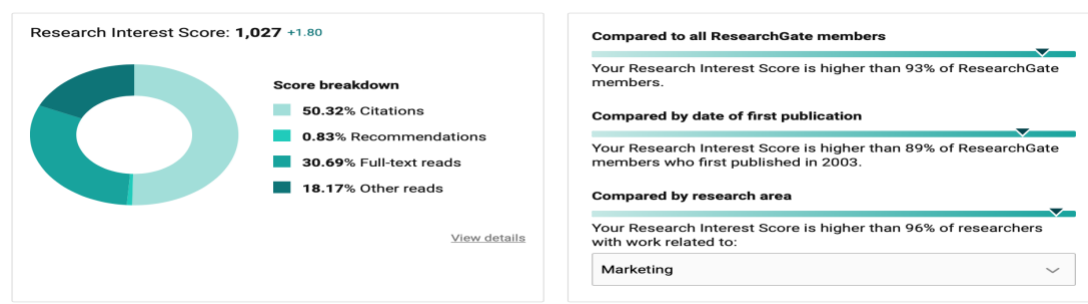 Research Interest Score: 1,027 +1.80
Score breakdown
50.32% Citations
0.83% Recommendations
30.69% Full-text reads
18.17% Other reads
View details
Compared to all ResearchGate members
Your Research Interest Score is higher than 93% of ResearchGate
members.
Compared by date of first publication
Your Research Interest Score is higher than 89% of ResearchGate
members who first published in 2003.
Compared by research area
Your Research Interest Score is higher than 96% of researchers
with work related to:
Marketing